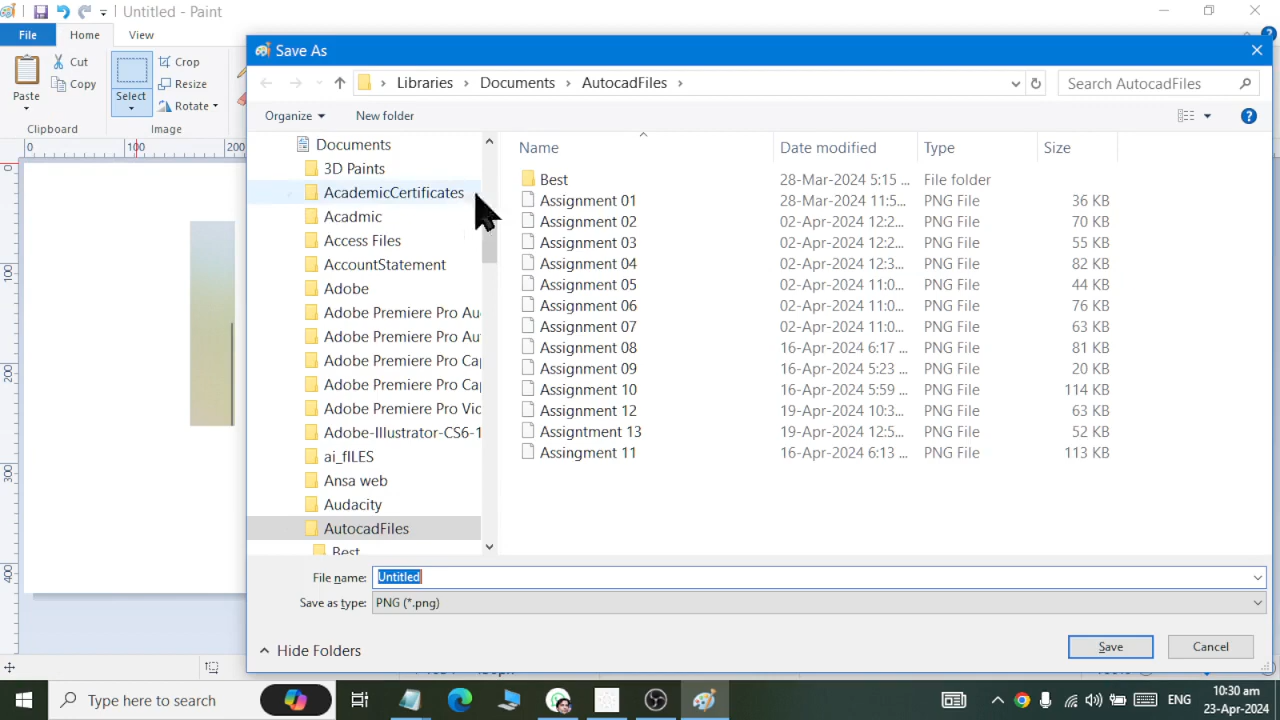 Untitled - Paint
File Home View
Paste
Cut
Copy
Clipboard
Select
Crop
Resize
Rotate
Image
0 100 200
0
100
200
300
400
Save As
Libraries Documents AutocadFiles
Search AutocadFiles
Organize New folder
Documents
3D Paints
AcademicCertificates
Acadmic
Access Files
AccountStatement
Adobe
Adobe Premiere Pro Au
Adobe Premiere Pro Au
Adobe Premiere Pro Cap
Adobe Premiere Pro Cap
Adobe Premiere Pro Vic
Adobe-Illustrator-CS6-1
ai_fILES
Ansa web
Audacity
AutocadFiles
Best
Name Date modified Type Size
Best 28-Mar-2024 5:15 ... File folder
Assignment 01 28-Mar-2024 11:5... PNG File 36 KB
Assignment 02 02-Apr-2024 12:2... PNG File 70 KB
Assignment 03 02-Apr-2024 12:2... PNG File 55 KB
Assignment 04 02-Apr-2024 12:3... PNG File 82 KB
Assignment 05 02-Apr-2024 11:0... PNG File 44 KB
Assignment 06 02-Apr-2024 11:0... PNG File 76 KB
Assignment 07 02-Apr-2024 11:0... PNG File 63 KB
Assignment 08 16-Apr-2024 6:17 ... PNG File 81 KB
Assignment 09 16-Apr-2024 5:23 ... PNG File 20 KB
Assignment 10 16-Apr-2024 5:59 ... PNG File 114 KB
Assignment 12 19-Apr-2024 10:3... PNG File 63 KB
Assigntment 13 19-Apr-2024 12:5... PNG File 52 KB
Assingment 11 16-Apr-2024 6:13 ... PNG File 113 KB
File name: Untitled
Save as type: PNG (*.png)
Hide Folders
Save Cancel
Type here to search
ENG
10:30 am
23-Apr-2024